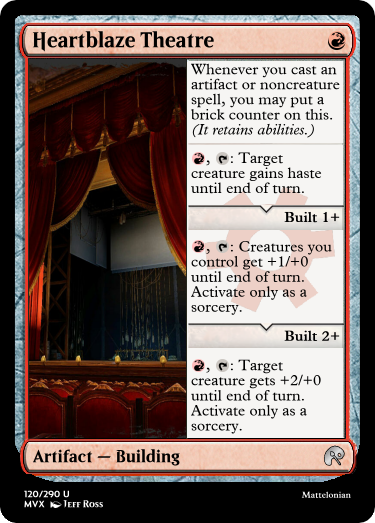 Heartblaze Theatre
Whenever you cast an
artifact or noncreature
spell, you may put a
brick counter on this.
(It retains abilities.)
, : Target
creature gains haste
until end of turn.
Built 1+
, : Creatures you
control get +1/+0
until end of turn.
Activate only as a
sorcery.
Built 2+
, : Target
creature gets +2/+0
until end of turn.
Activate only as a
sorcery.
Artifact — Building
120/290 U
MVX Jeff Ross
Mattelonian